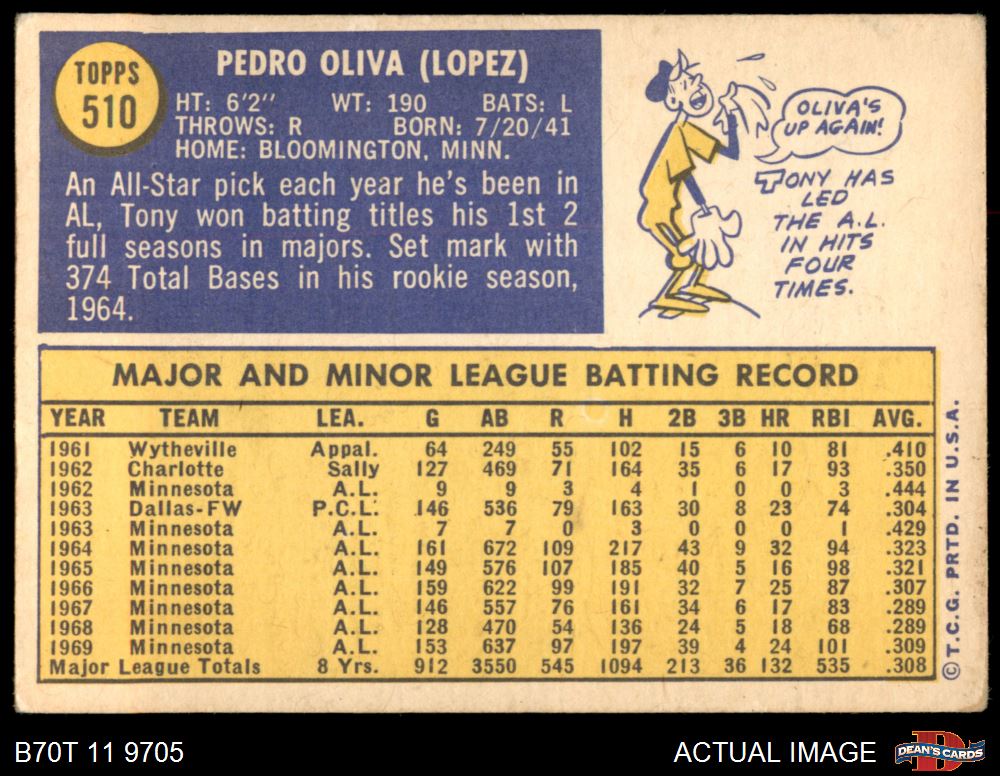 TOPPS
510
PEDRO OLIVA (LOPEZ)
HT: 6'2" WT: 190 BATS: L
THROWS: R BORN: 7/20/41
HOME: BLOOMINGTON, MINN.
An All-Star pick each year he's been in
AL, Tony won batting titles his 1st 2
full seasons in majors. Set mark with
374 Total Bases in his rookie season,
1964.
OLIVA'S
UP AGAIN!
TONY HAS
LED
THE A.L.
IN HITS
FOUR
TIMES.
MAJOR AND MINOR LEAGUE BATTING RECORD
YEAR TEAM LEA. G AB R H 2B 3B HR RBI AVG.
1961 Wytheville Appal. 64 249 55 102 15 6 10 81 .410
1962 Charlotte Sally 127 469 71 164 35 6 17 93 .350
1962 Minnesota A.L. 9 9 3 4 1 0 0 3 .444
1963 Dallas-FW P.C.L. 146 536 79 163 30 8 23 74 .304
1963 Minnesota A.L. 7 7 0 3 0 0 0 1 .429
1964 Minnesota A.L. 161 672 109 217 43 9 32 94 .323
1965 Minnesota A.L. 149 576 107 185 40 5 16 98 .321
1966 Minnesota A.L. 159 622 99 191 32 7 25 87 .307
1967 Minnesota A.L. 146 557 76 161 34 6 17 83 .289
1968 Minnesota A.L. 128 470 54 136 24 5 18 68 .289
1969 Minnesota A.L. 153 637 97 197 39 4 24 101 .309
Major League Totals 8 Yrs. 912 3550 545 1094 213 36 132 535 .308
© T.C.G. PRTD. IN U.S.A.
B70T 11 9705
ACTUAL IMAGE
DEAN'S CARDS